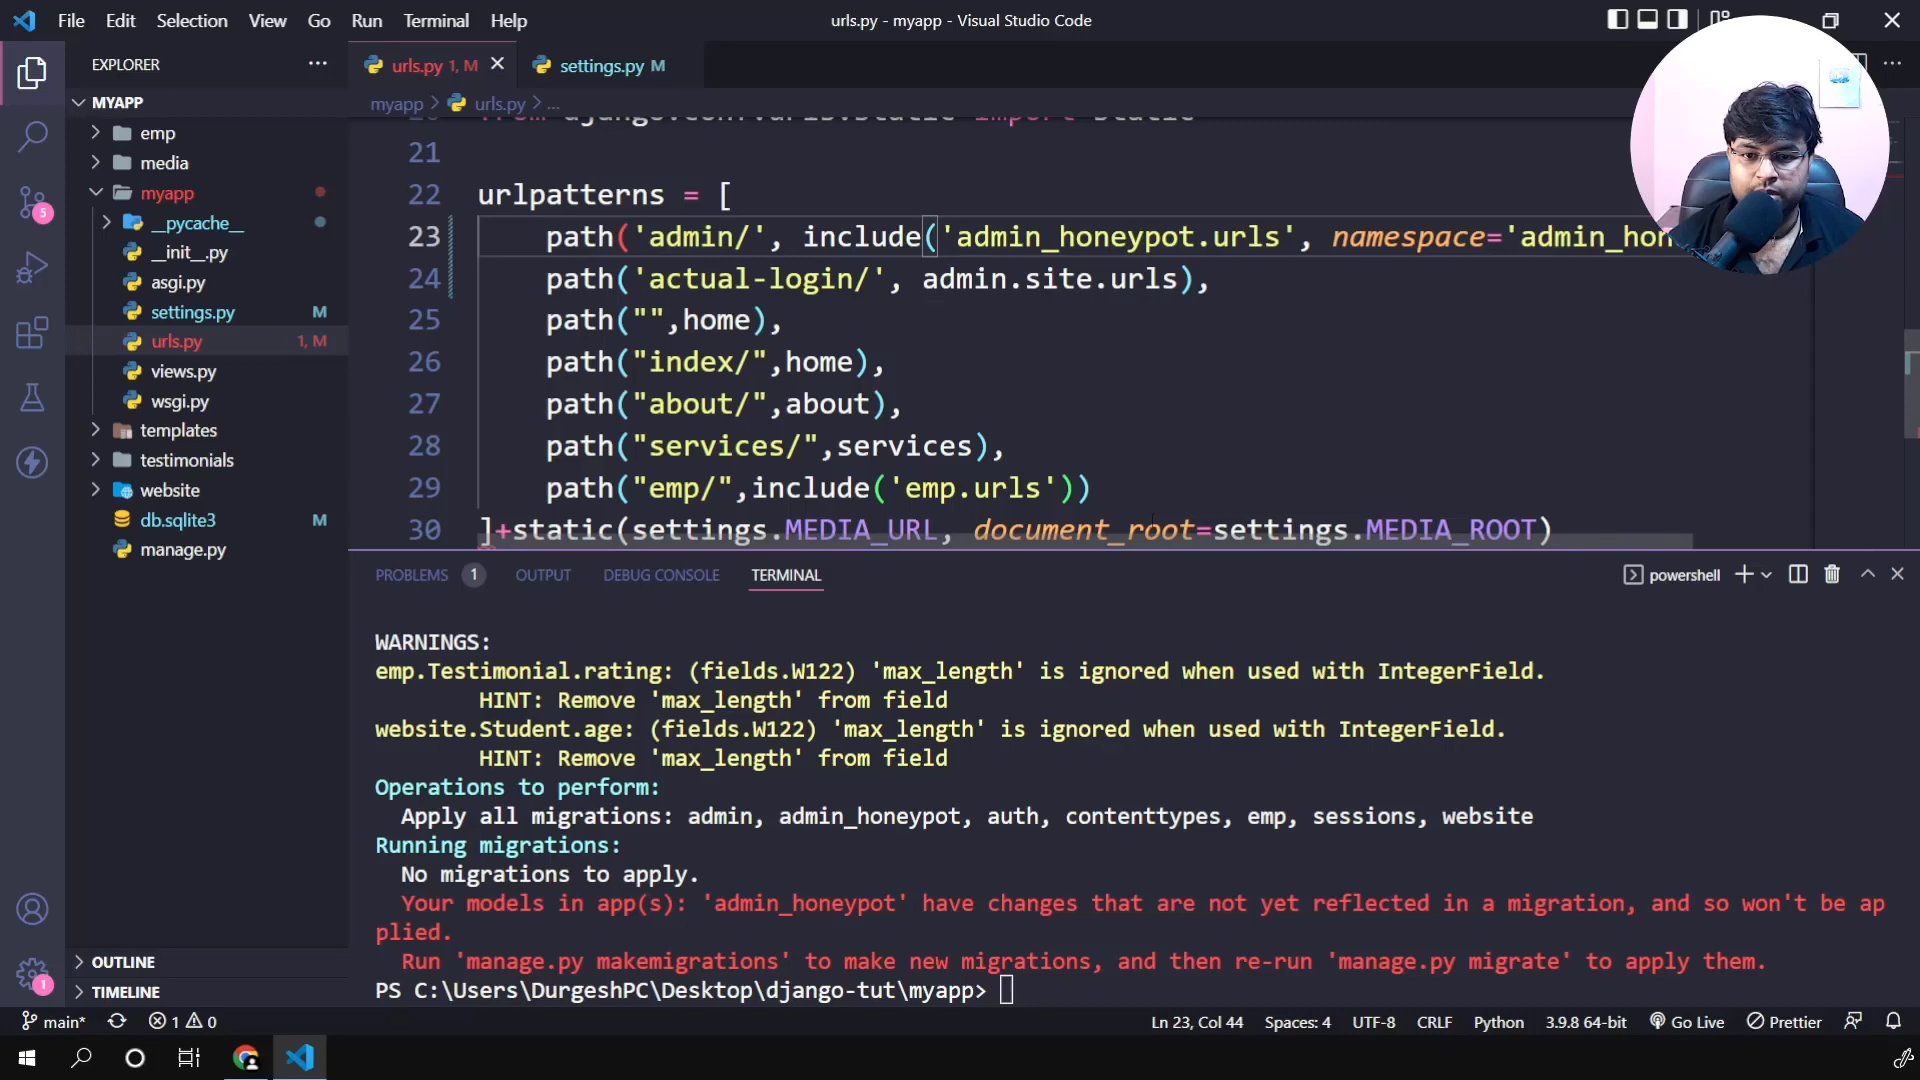 File Edit Selection View Go Run Terminal Help
urls.py - myapp - Visual Studio Code
EXPLORER
MYAPP
emp
media
myapp
__pycache__
__init__.py
asgi.py
settings.py M
urls.py 1, M
views.py
wsgi.py
templates
testimonials
website
db.sqlite3 M
manage.py
OUTLINE
TIMELINE
urls.py 1, M
settings.py M
myapp > urls.py > ...
21
22 urlpatterns = [
23 path('admin/', include('admin_honeypot.urls', namespace='admin_hon
24 path('actual-login/', admin.site.urls),
25 path("",home),
26 path("index/",home),
27 path("about/",about),
28 path("services/",services),
29 path("emp/",include('emp.urls'))
30 ]+static(settings.MEDIA_URL, document_root=settings.MEDIA_ROOT)
PROBLEMS 1 OUTPUT DEBUG CONSOLE TERMINAL
powershell
WARNINGS:
emp.Testimonial.rating: (fields.W122) 'max_length' is ignored when used with IntegerField.
HINT: Remove 'max_length' from field
website.Student.age: (fields.W122) 'max_length' is ignored when used with IntegerField.
HINT: Remove 'max_length' from field
Operations to perform:
Apply all migrations: admin, admin_honeypot, auth, contenttypes, emp, sessions, website
Running migrations:
No migrations to apply.
Your models in app(s): 'admin_honeypot' have changes that are not yet reflected in a migration, and so won't be ap
plied.
Run 'manage.py makemigrations' to make new migrations, and then re-run 'manage.py migrate' to apply them.
PS C:\Users\DurgeshPC\Desktop\django-tut\myapp>
5
1
main* 1 0
Ln 23, Col 44 Spaces: 4 UTF-8 CRLF Python 3.9.8 64-bit Go Live Prettier